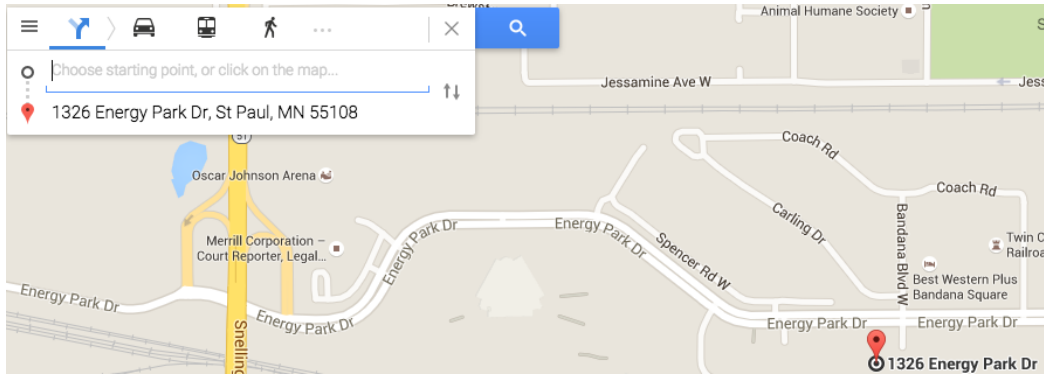 Animal Humane Society
Choose starting point, or click on the map...
Jessamine Ave W
Jess
1326 Energy Park Dr, St Paul, MN 55108
51
Coach Rd
Oscar Johnson Arena
Coach Rd
Carling Dr
Bandana Blvd W
Energy Park Dr
Energy Park Dr
Energy Park Dr
Merrill Corporation –
Court Reporter, Legal...
Spencer Rd W
Twin C
Railroa
Best Western Plus
Bandana Square
Energy Park Dr
Energy Park Dr
Energy Park Dr
Energy Park Dr
Snelling
1326 Energy Park Dr